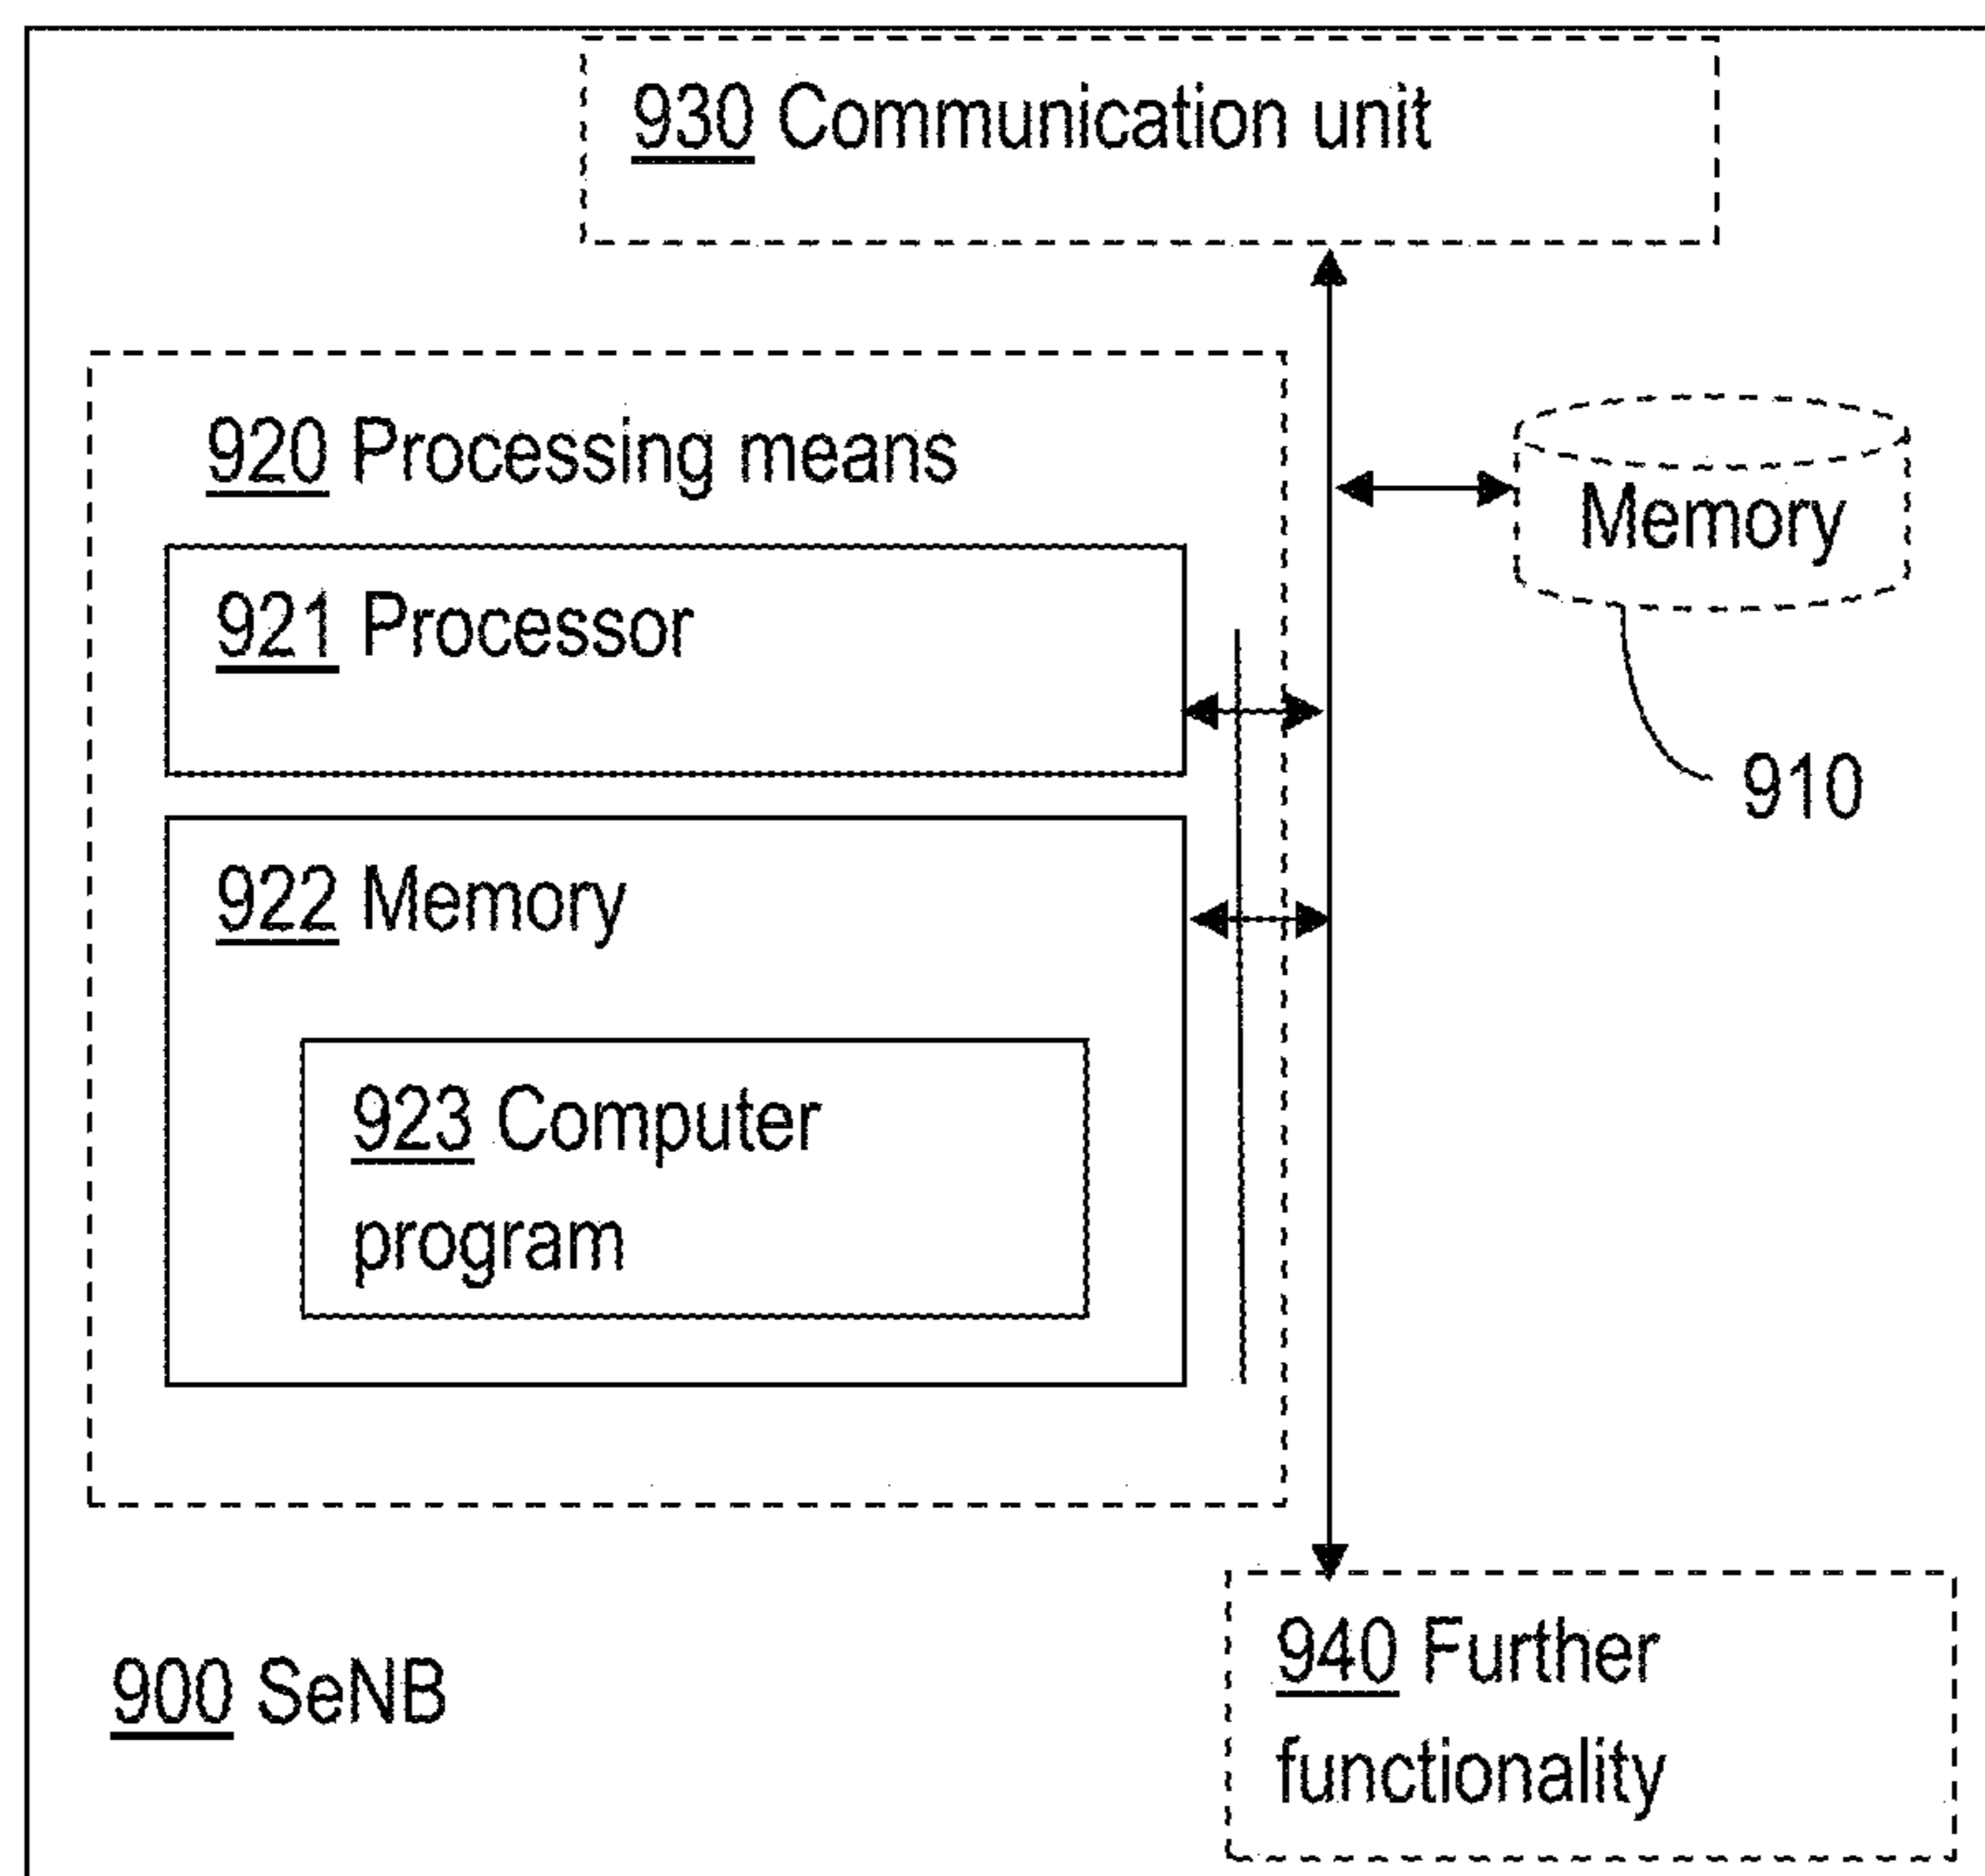 930 Communication unit
920 Processing means
Memory
921 Processor
910
922 Memory
923 Computer
program
900 SeNB
940 Further
functionality